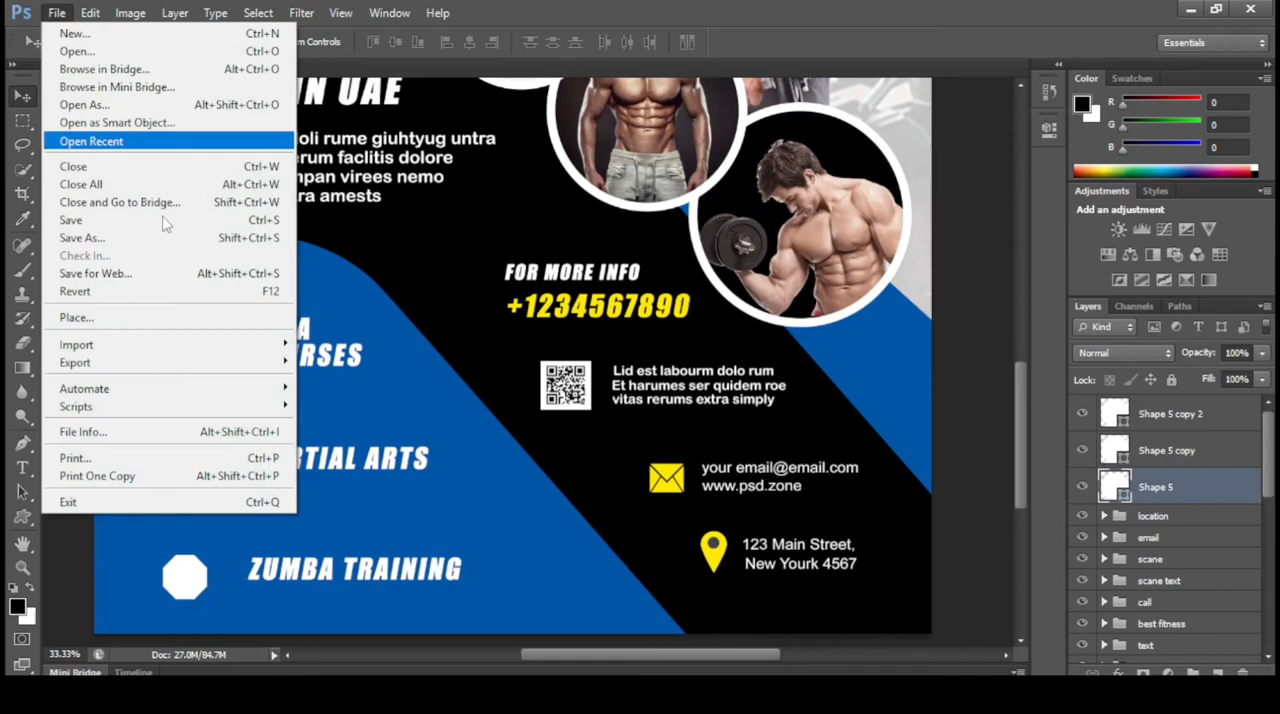 Ps File Edit Image Layer Type Select Filter View Window Help
m Controls Essentials
New... Ctrl+N
Open... Ctrl+O
Browse in Bridge... Alt+Ctrl+O
Browse in Mini Bridge...
Open As... Alt+Shift+Ctrl+O
Open as Smart Object...
Open Recent
Close Ctrl+W
Close All Alt+Ctrl+W
Close and Go to Bridge... Shift+Ctrl+W
Save Ctrl+S
Save As... Shift+Ctrl+S
Check In...
Save for Web... Alt+Shift+Ctrl+S
Revert F12
Place...
Import
Export
Automate
Scripts
File Info... Alt+Shift+Ctrl+I
Print... Ctrl+P
Print One Copy Alt+Shift+Ctrl+P
Exit Ctrl+Q
IN UAE
oli rume giuhtyug untra
erum faclitis dolore
mpan virees nemo
ra amests
FOR MORE INFO
+1234567890
A
RSES
Lid est labourm dolo rum
Et harumes ser quidem roe
vitas rerums extra simply
RTIAL ARTS
your email@email.com
www.psd.zone
123 Main Street,
New Yourk 4567
ZUMBA TRAINING
Color Swatches
R 0
G 0
B 0
Adjustments Styles
Add an adjustment
Layers Channels Paths
Kind
Normal Opacity: 100%
Lock: Fill: 100%
Shape 5 copy 2
Shape 5 copy
Shape 5
location
email
scane
scane text
call
best fitness
text
33.33% Doc: 27.0M/84.7M
Mini Bridge Timeline